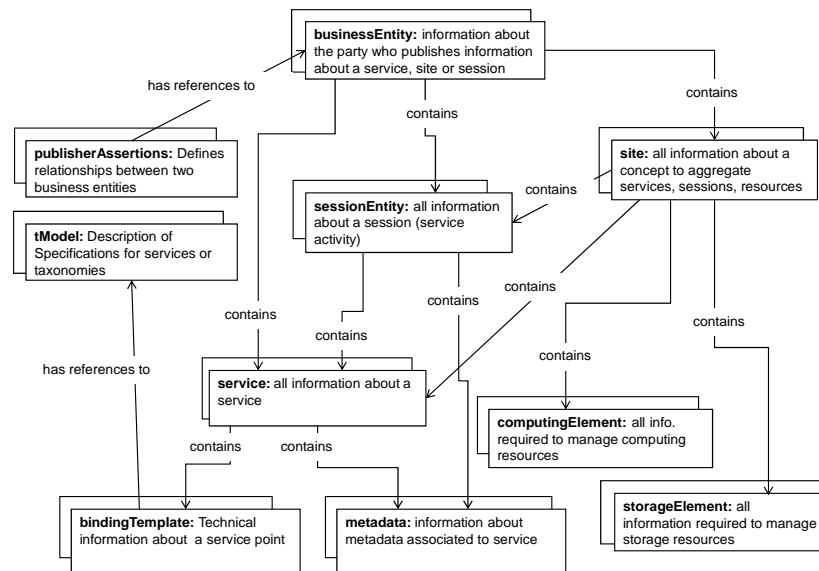 businessEntity: information about
the party who publishes information
about a service, site or session
has references to
contains
contains
publisherAssertions: Defines
relationships between two
business entities
site: all information about a
concept to aggregate
services, sessions, resources
contains
sessionEntity: all information
about a session (service
activity)
tModel: Description of
Specifications for services or
taxonomies
contains
contains
contains
contains
contains
contains
has references to
service: all information about a
service
computingElement: all info.
required to manage computing
resources
contains
contains
storageElement: all
information required to manage
storage resources
bindingTemplate: Technical
information about a service point
metadada: information about
metadata associated to service